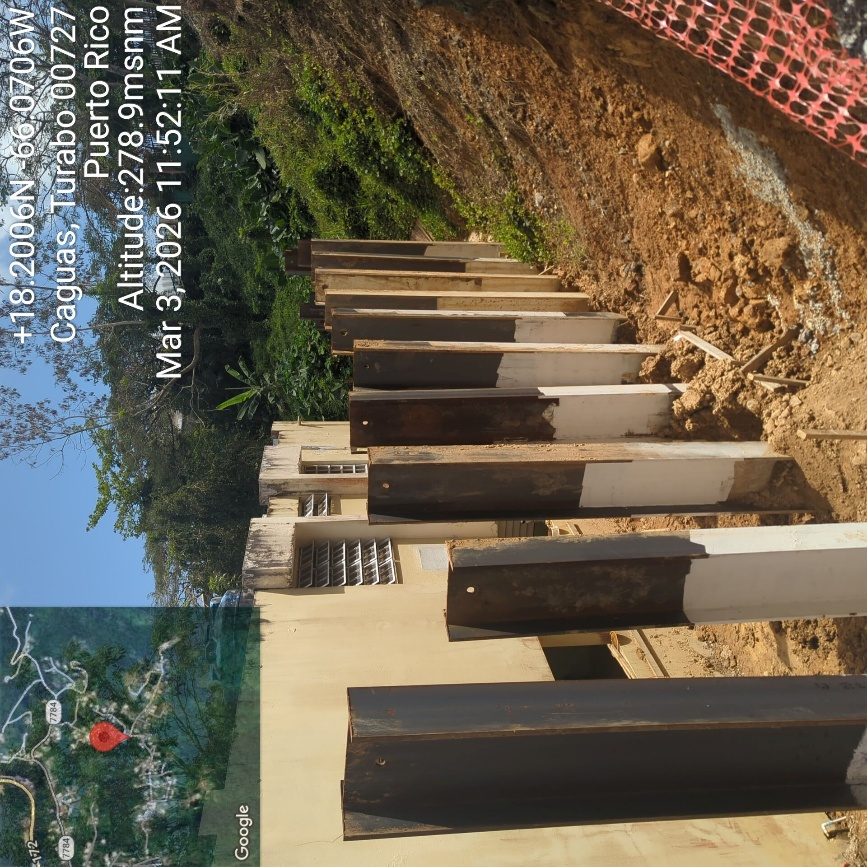 +18.2006N -66.0706W
Caguas, Turabo 00727
Puerto Rico
Altitude:278.9msnm
Mar 3, 2026 11:52:11 AM
7784
7784
Google